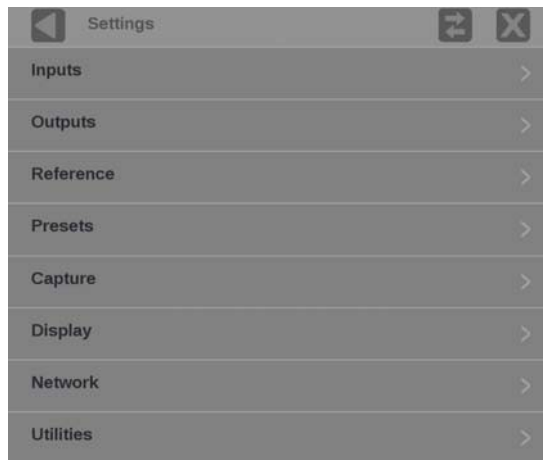 Settings
Inputs
Outputs
Reference
Presets
Capture
Display
Network
Utilities